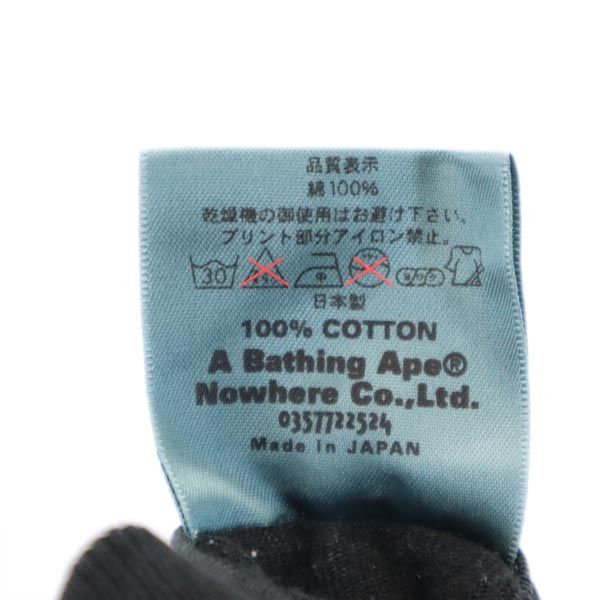 品質表示
綿100%
乾燥機の御使用はお避け下さい。
プリント部分アイロン禁止。
30 中
日本製
100% COTTON
A Bathing Ape®
Nowhere Co.,Ltd.
0357722524
Made in JAPAN